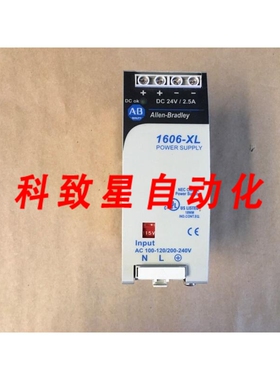 + + - -
DC ok
DC 24V / 2.5A
AB
Allen-Bradley
1606-XL
POWER SUPPLY
科致星自动化
Input
AC 100-120/200-240V
N L